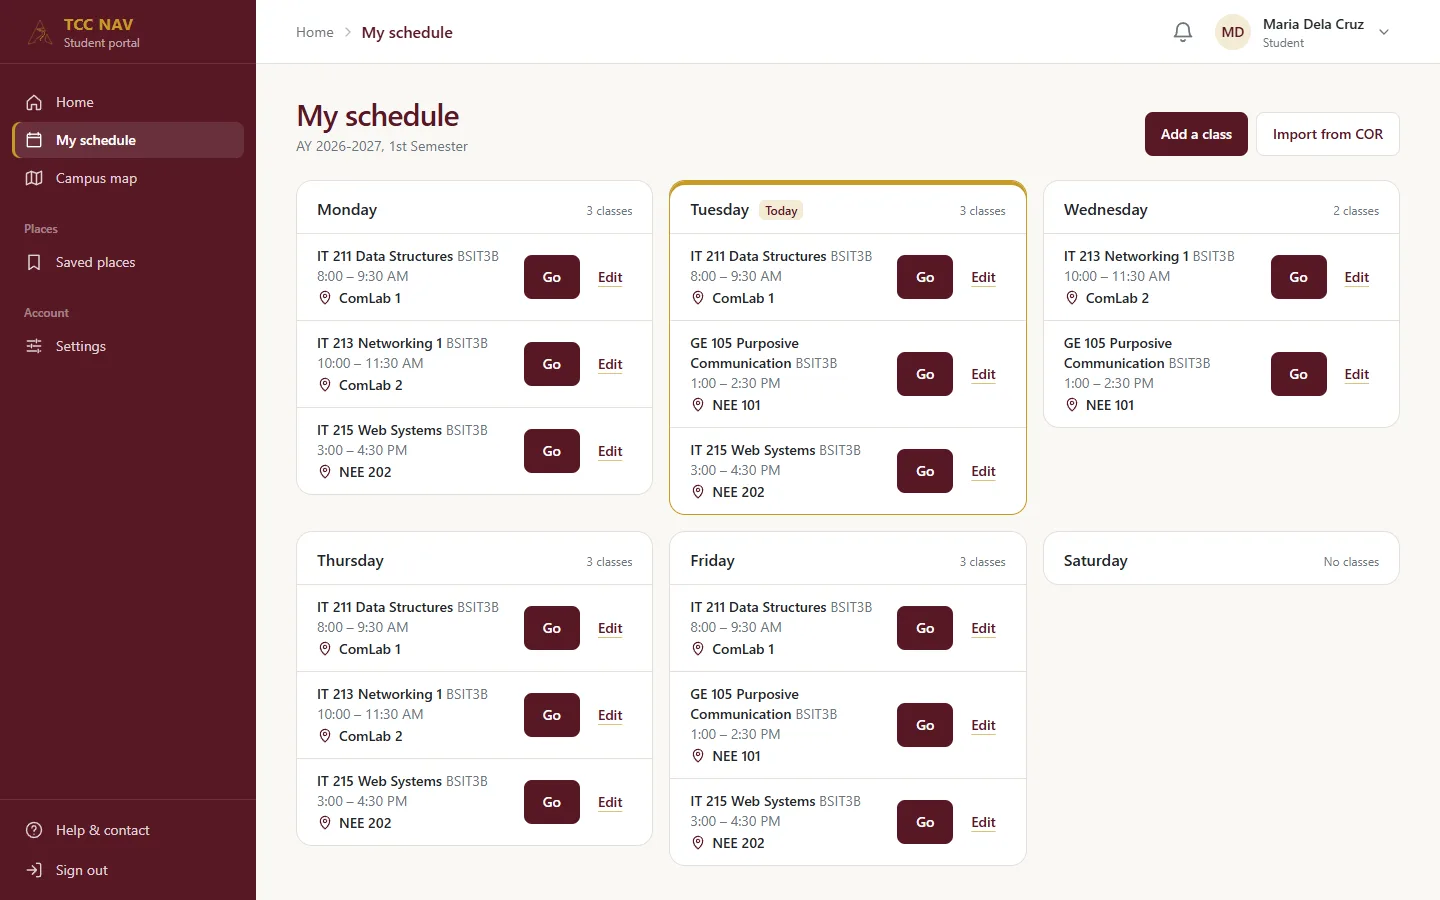 TCC NAV
Student portal
Home
My schedule
Campus map
Places
Saved places
Account
Settings
Help & contact
Sign out
Home > My schedule
MD
Maria Dela Cruz
Student
My schedule
AY 2026-2027, 1st Semester
Add a class
Import from COR
Monday
3 classes
IT 211 Data Structures BSIT3B
8:00 – 9:30 AM
ComLab 1
Go
Edit
IT 213 Networking 1 BSIT3B
10:00 – 11:30 AM
ComLab 2
Go
Edit
IT 215 Web Systems BSIT3B
3:00 – 4:30 PM
NEE 202
Go
Edit
Tuesday
Today
3 classes
IT 211 Data Structures BSIT3B
8:00 – 9:30 AM
ComLab 1
Go
Edit
GE 105 Purposive
Communication BSIT3B
1:00 – 2:30 PM
NEE 101
Go
Edit
IT 215 Web Systems BSIT3B
3:00 – 4:30 PM
NEE 202
Go
Edit
Wednesday
2 classes
IT 213 Networking 1 BSIT3B
10:00 – 11:30 AM
ComLab 2
Go
Edit
GE 105 Purposive
Communication BSIT3B
1:00 – 2:30 PM
NEE 101
Go
Edit
Thursday
3 classes
IT 211 Data Structures BSIT3B
8:00 – 9:30 AM
ComLab 1
Go
Edit
IT 213 Networking 1 BSIT3B
10:00 – 11:30 AM
ComLab 2
Go
Edit
IT 215 Web Systems BSIT3B
3:00 – 4:30 PM
NEE 202
Go
Edit
Friday
3 classes
IT 211 Data Structures BSIT3B
8:00 – 9:30 AM
ComLab 1
Go
Edit
GE 105 Purposive
Communication BSIT3B
1:00 – 2:30 PM
NEE 101
Go
Edit
IT 215 Web Systems BSIT3B
3:00 – 4:30 PM
NEE 202
Go
Edit
Saturday
No classes